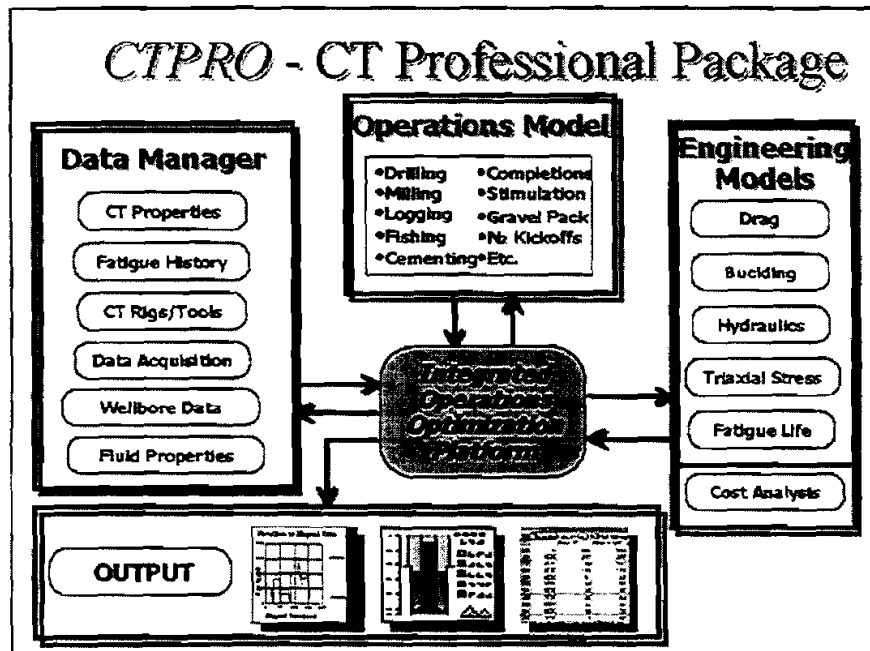 CTPRO - CT Professional Package
Data Manager
CT Properties
Fatigue History
CT Rigs/Tools
Data Acquisition
Wellbore Data
Fluid Properties
Operations Model
•Drilling
•Milling
•Logging
•Fishing
•Cementing
•Completions
•Stimulation
•Gravel Pack
•N₂ Kickoffs
•Etc.
Engineering
Models
Drag
Buckling
Hydraulics
Triaxial Stress
Fatigue Life
Cost Analysis
Integrated
Operations
Optimization
Platform
OUTPUT